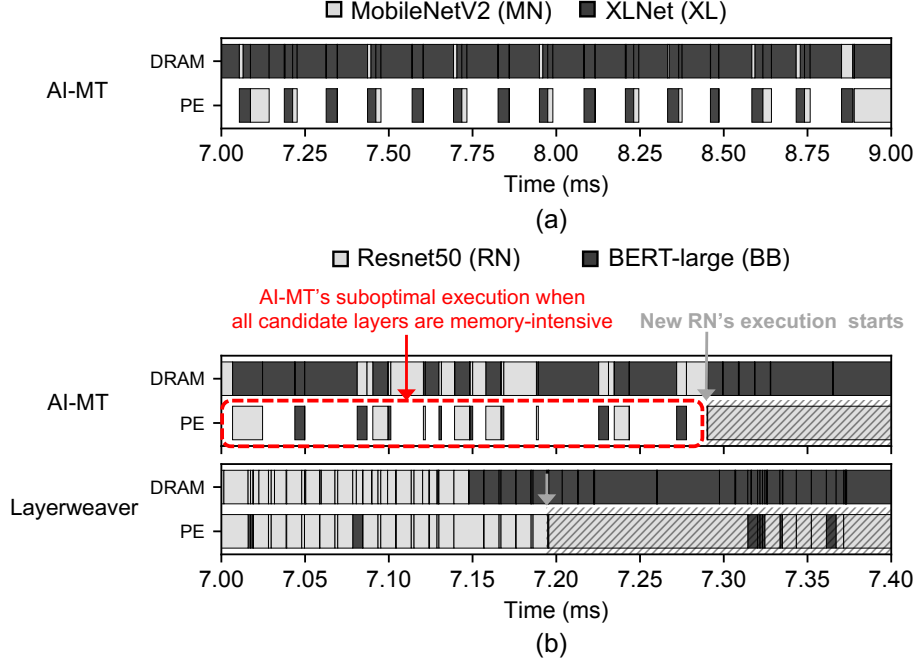 MobileNetV2 (MN) XLNet (XL)
AI-MT
DRAM
PE
7.00 7.25 7.50 7.75 8.00 8.25 8.50 8.75 9.00
Time (ms)
(a)
Resnet50 (RN) BERT-large (BB)
AI-MT's suboptimal execution when
all candidate layers are memory-intensive
New RN's execution starts
AI-MT
DRAM
PE
Layerweaver
DRAM
PE
7.00 7.05 7.10 7.15 7.20 7.25 7.30 7.35 7.40
Time (ms)
(b)